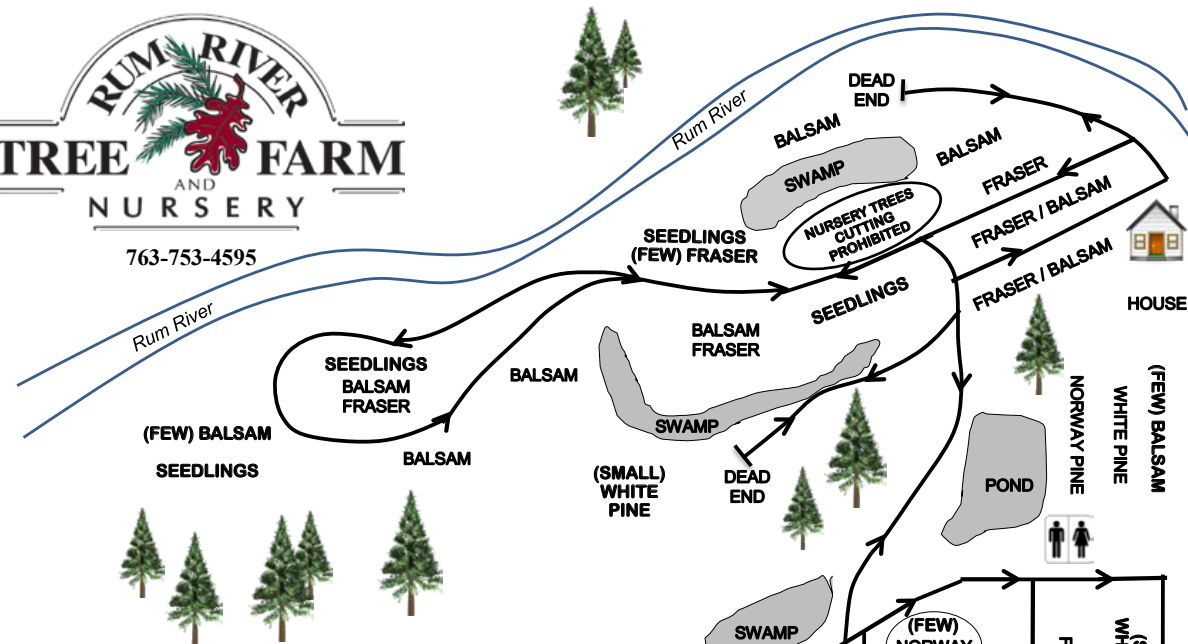 RUM RIVER
TREE FARM
AND
NURSERY
763-753-4595
Rum River
Rum River
DEAD
END
BALSAM
SWAMP
BALSAM
FRASER
NURSERY TREES
CUTTING
PROHIBITED
FRASER / BALSAM
FRASER / BALSAM
HOUSE
SEEDLINGS
(FEW) FRASER
SEEDLINGS
BALSAM
FRASER
SEEDLINGS
BALSAM
FRASER
BALSAM
(FEW) BALSAM
SEEDLINGS
BALSAM
SWAMP
(SMALL)
WHITE
PINE
DEAD
END
POND
NORWAY PINE
WHITE PINE
(FEW) BALSAM
SWAMP
(FEW)
NORWAY
F
WH
(S